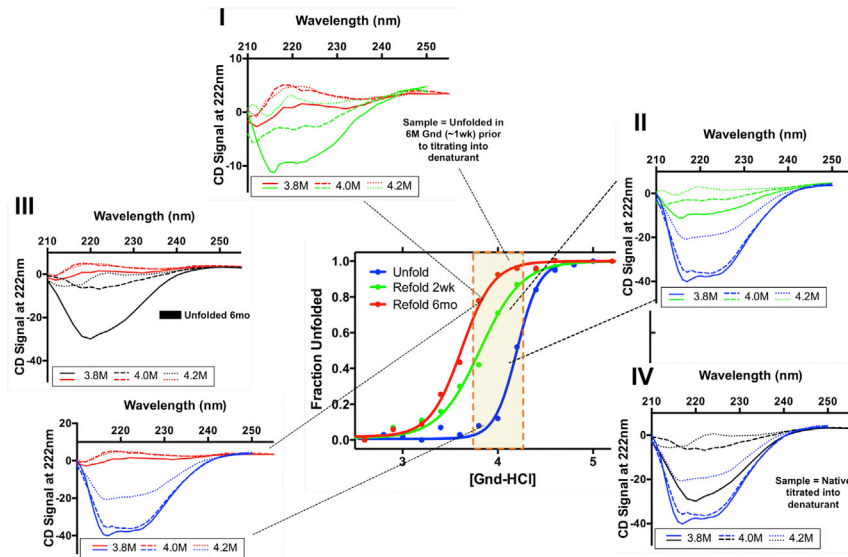 I
Wavelength (nm)
210 220 230 240 250
CD Signal at 222nm
10
0
-10
3.8M 4.0M 4.2M
Sample = Unfolded in
6M Gnd (~1wk) prior
to titrating into
denaturant
II
Wavelength (nm)
210 220 230 240 250
CD Signal at 222nm
20
0
-20
-40
-60
3.8M 4.0M 4.2M
III
Wavelength (nm)
210 220 230 240 250
CD Signal at 222nm
20
0
-20
-40
Unfolded 6mo
3.8M 4.0M 4.2M
Fraction Unfolded
1.0
0.8
0.6
0.4
0.2
0.0
Unfold
Refold 2wk
Refold 6mo
3 4 5
[Gnd-HCl]
Wavelength (nm)
220 230 240 250
CD Signal at 222nm
20
0
-20
-40
3.8M 4.0M 4.2M
IV
Wavelength (nm)
210 220 230 240 250
CD Signal at 222nm
20
0
-20
-40
Sample = Native
titrated into
denaturant
3.8M 4.0M 4.2M